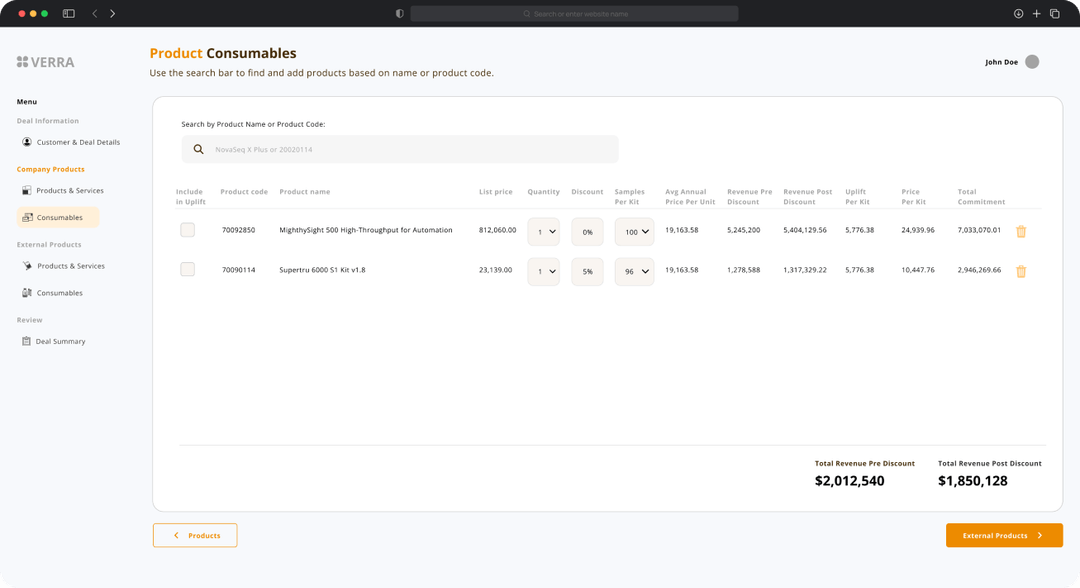 Search or enter website name
VERRA
Product Consumables
Use the search bar to find and add products based on name or product code.
John Doe
Menu
Deal Information
Customer & Deal Details
Company Products
Products & Services
Consumables
External Products
Products & Services
Consumables
Review
Deal Summary
Search by Product Name or Product Code:
NovaSeq X Plus or 20020114
Include in Uplift Product code Product name List price Quantity Discount Samples Per Kit Avg Annual Price Per Unit Revenue Pre Discount Revenue Post Discount Uplift Per Kit Price Per Kit Total Commitment
70092850 MighthySight 500 High-Throughput for Automation 812,060.00 1 0% 100 19,163.58 5,245,200 5,404,129.56 5,776.38 24,939.96 7,033,070.01
70090114 Supertru 6000 S1 Kit v1.8 23,139.00 1 5% 96 19,163.58 1,278,588 1,317,329.22 5,776.38 10,447.76 2,946,269.66
Total Revenue Pre Discount Total Revenue Post Discount
$2,012,540 $1,850,128
Products
External Products